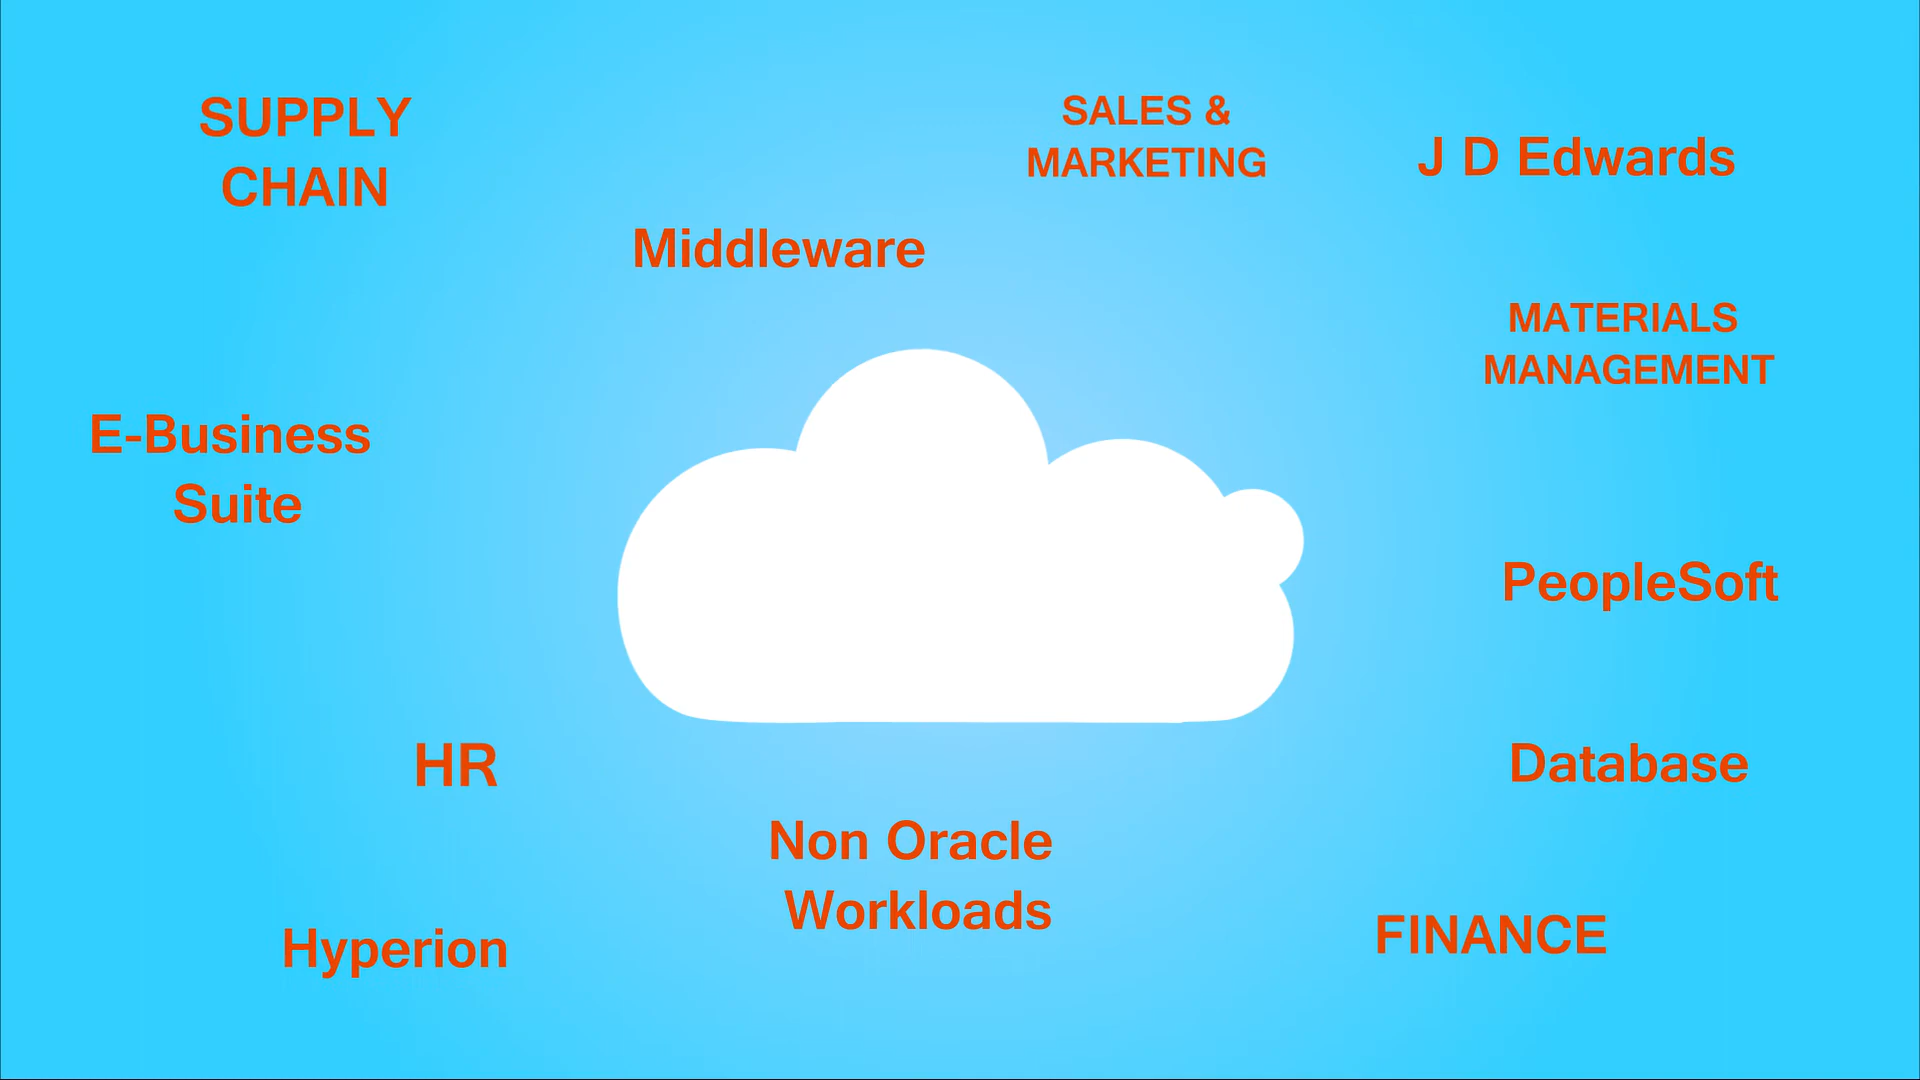 SUPPLY
CHAIN
SALES &
MARKETING
J D Edwards
Middleware
MATERIALS
MANAGEMENT
E-Business
Suite
PeopleSoft
HR
Database
Non Oracle
Workloads
Hyperion
FINANCE